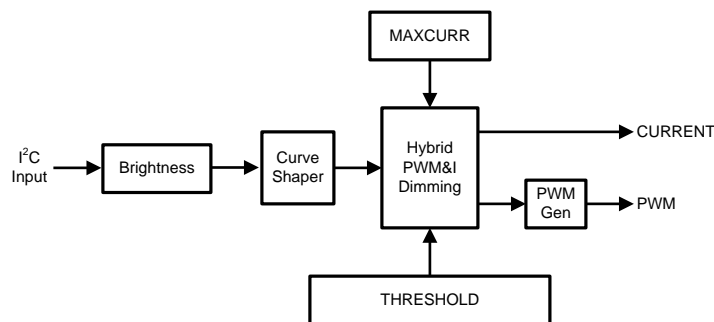 MAXCURR
I²C
Input
Brightness
Curve
Shaper
Hybrid
PWM&I
Dimming
CURRENT
PWM
Gen
PWM
THRESHOLD